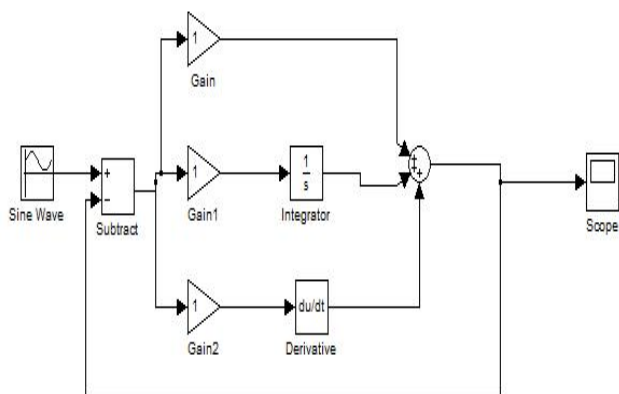 1
Gain
Sine Wave
+
−
Subtract
1
Gain1
1
s
Integrator
+
+
+
Scope
1
Gain2
du/dt
Derivative